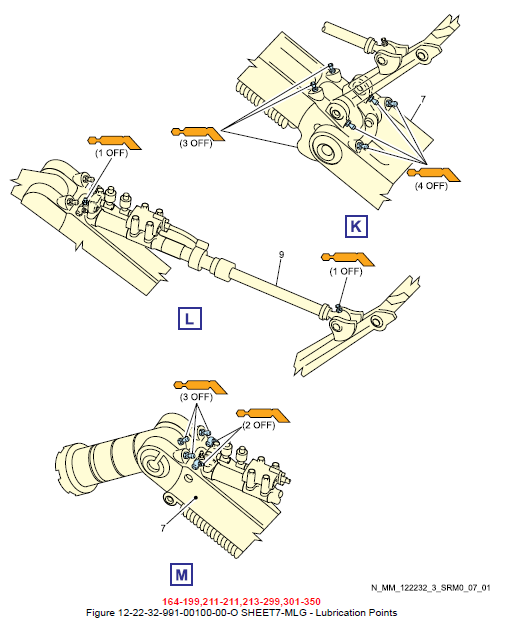 7
(3 OFF)
(1 OFF)
(4 OFF)
K
9
(1 OFF)
L
(3 OFF)
(2 OFF)
7
M
N_MM_122232_3_SRM0_07_01
164-199,211-211,213-299,301-350
Figure 12-22-32-991-00100-00-O SHEET7-MLG - Lubrication Points